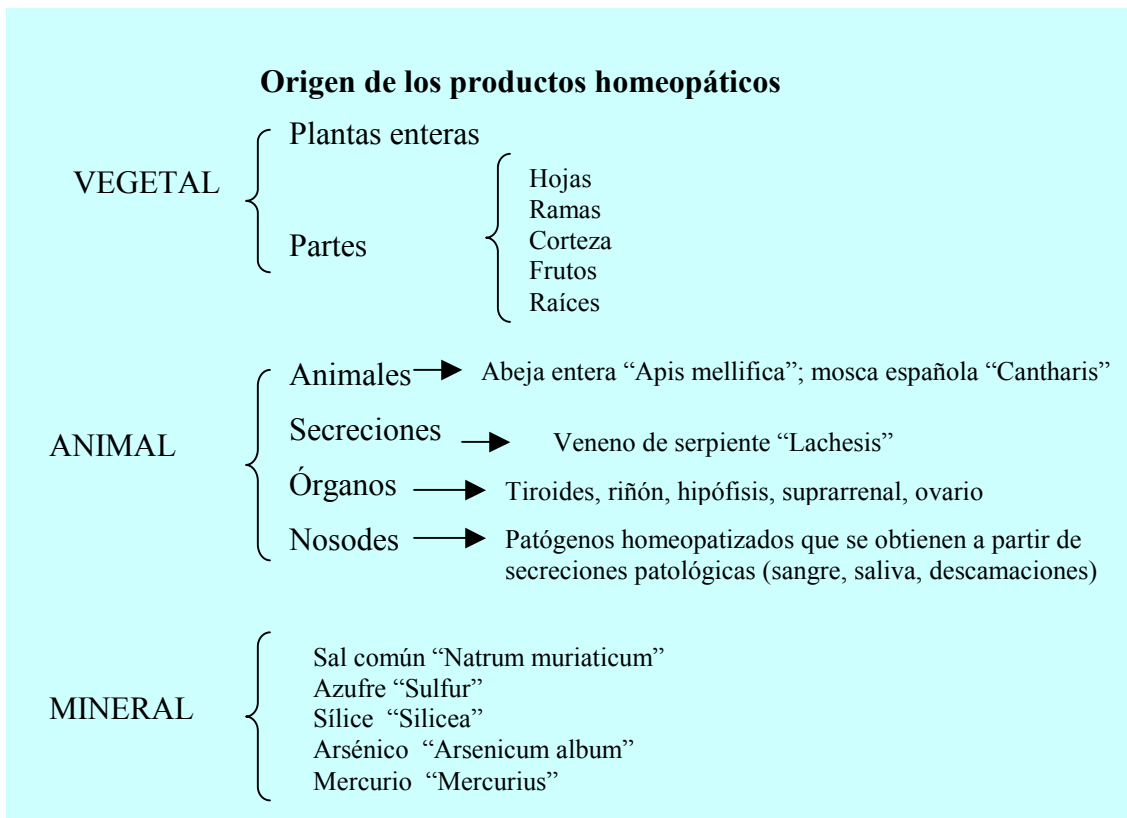 Origen de los productos homeopáticos
VEGETAL
Plantas enteras
Partes
Hojas
Ramas
Corteza
Frutos
Raíces
ANIMAL
Animales
Abeja entera “Apis mellifica”; mosca española “Cantharis”
Secreciones
Veneno de serpiente “Lachesis”
Órganos
Tiroides, riñón, hipófisis, suprarrenal, ovario
Nosodes
Patógenos homeopatizados que se obtienen a partir de
secreciones patológicas (sangre, saliva, descamaciones)
MINERAL
Sal común “Natrum muriaticum”
Azufre “Sulfur”
Sílice “Silicea”
Arsénico “Arsenicum album”
Mercurio “Mercurius”